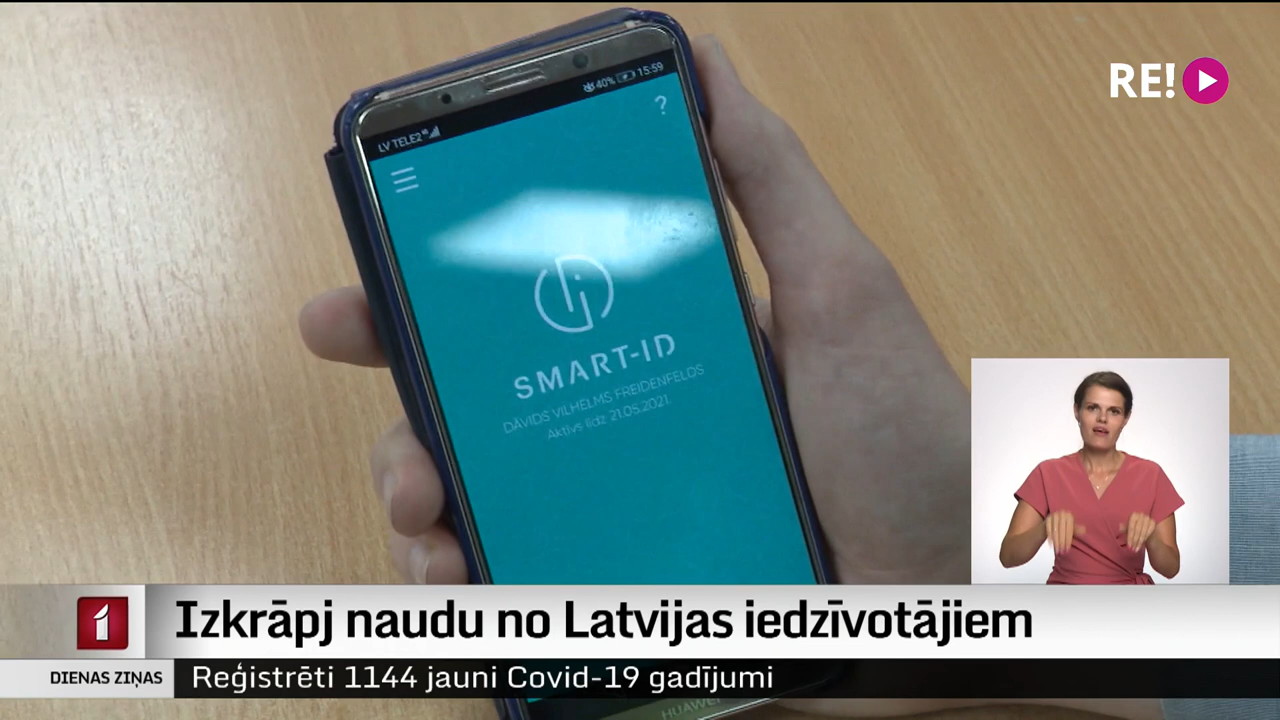 RE!
LV TELE2
40%
15:59
?
SMART-ID
DĀVIDS VILHELMS FREIDENFELDS
Aktīvs līdz 21.05.2021.
1
Izkrāpj naudu no Latvijas iedzīvotājiem
DIENAS ZIŅAS
Reģistrēti 1144 jauni Covid-19 gadījumi
HUAWEI